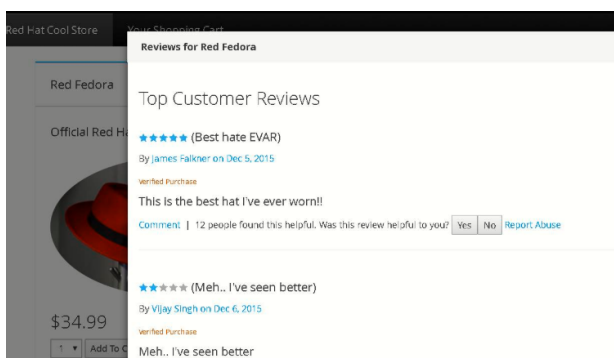 Red Hat Cool Store Your Shopping Cart
Reviews for Red Fedora
Red Fedora
Top Customer Reviews
Official Red
(Best hate EVAR)
By James Falkner on Dec 5, 2015
Verified Purchase
This is the best hat I've ever worn!!
Comment | 12 people found this helpful. Was this review helpful to you? Yes No Report Abuse
(Meh.. I've seen better)
By Vijay Singh on Dec 6, 2015
$34.99
Verified Purchase
1 Add To
Meh.. I've seen better